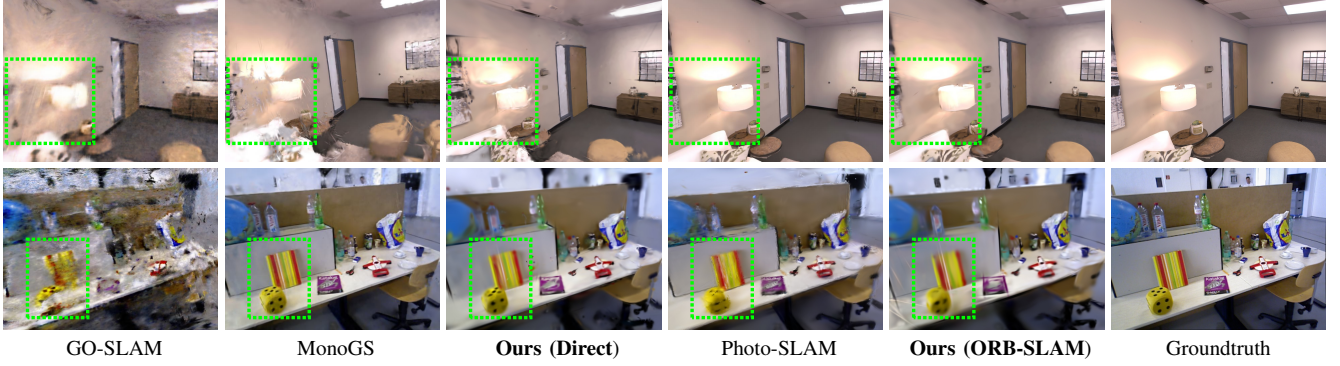 GO-SLAM
MonoGS
Ours (Direct)
Photo-SLAM
Ours (ORB-SLAM)
Groundtruth